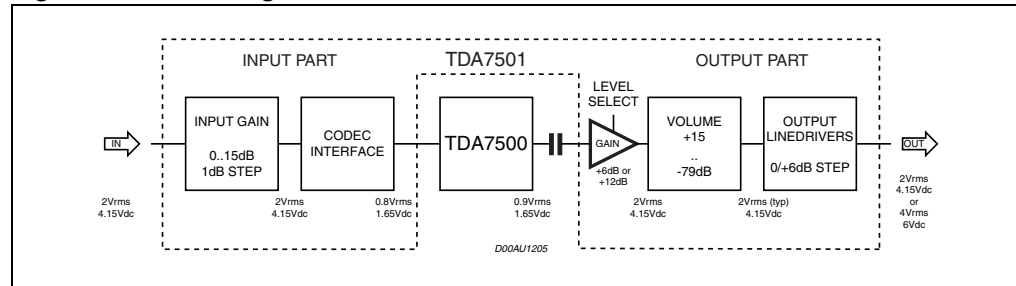 INPUT PART
TDA7501
OUTPUT PART
LEVEL
SELECT
IN
INPUT GAIN
0..15dB
1dB STEP
CODEC
INTERFACE
TDA7500
GAIN
+6dB or
+12dB
VOLUME
+15
..
-79dB
OUTPUT
LINEDRIVERS
0/+6dB STEP
OUT
2Vrms
4.15Vdc
2Vrms
4.15Vdc
0.8Vrms
1.65Vdc
0.9Vrms
1.65Vdc
2Vrms
4.15Vdc
2Vrms (typ)
4.15Vdc
2Vrms
4.15Vdc
or
4Vrms
6Vdc
D00AU1205